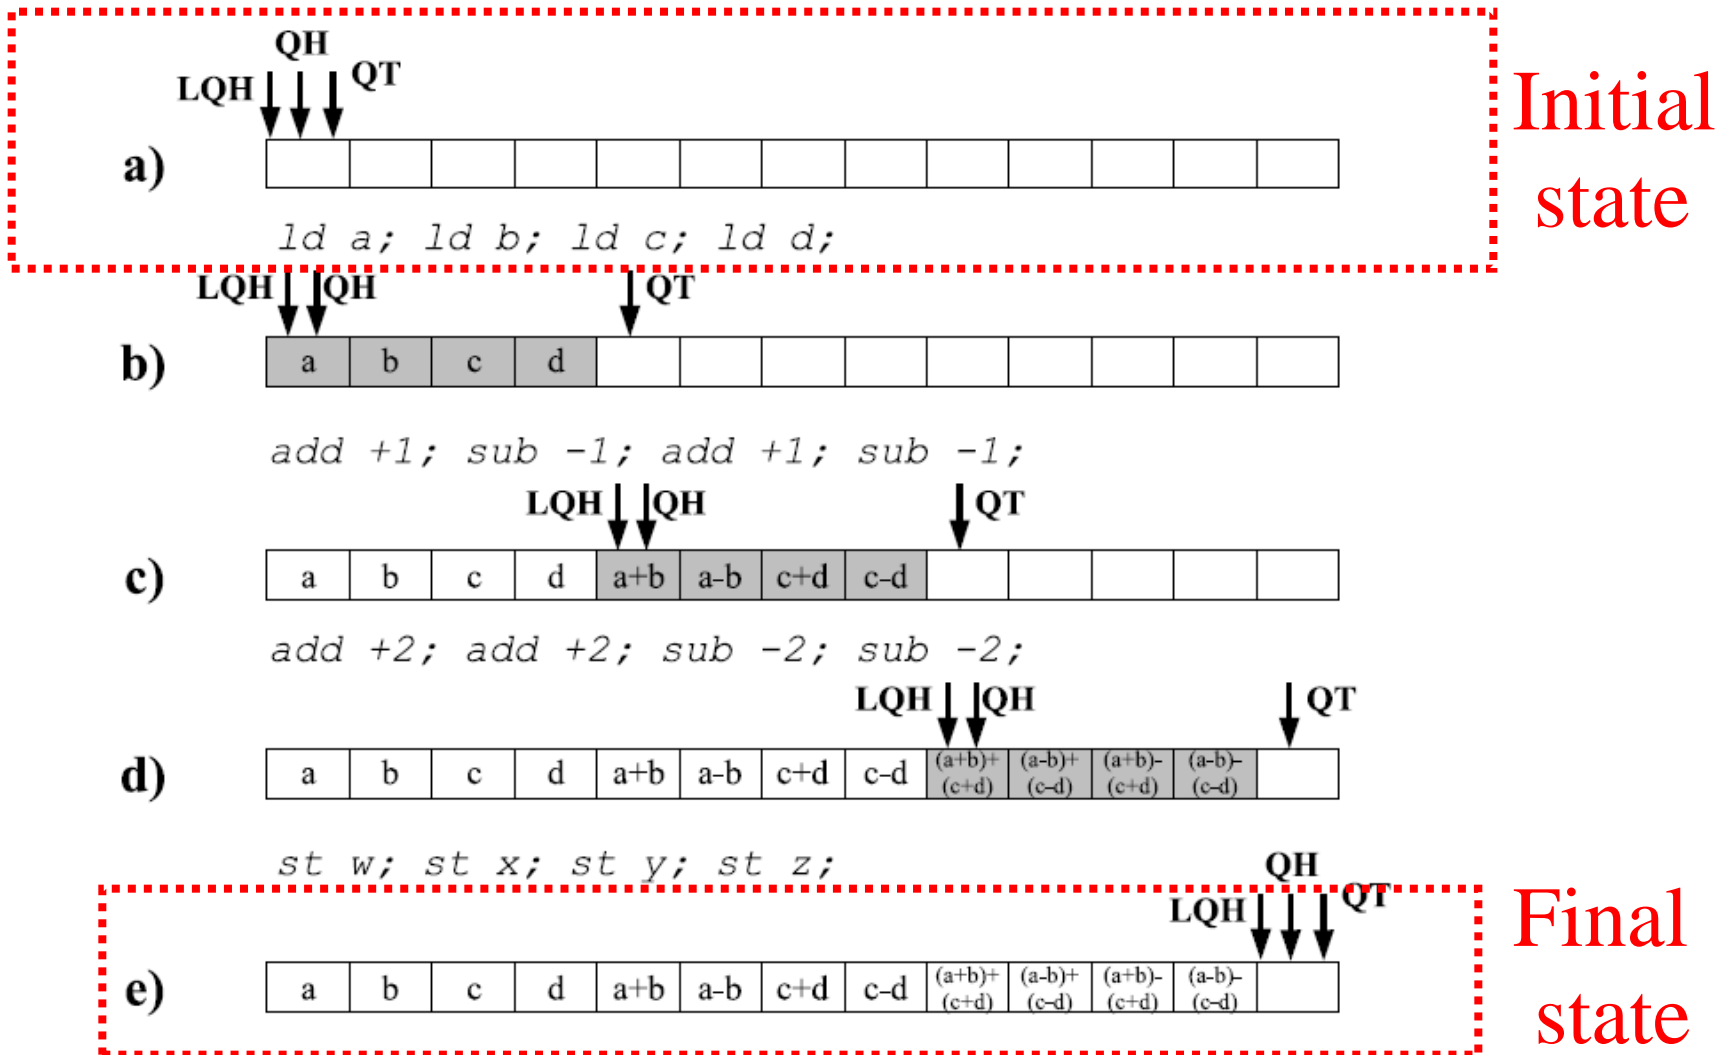 QH
LQH QT
Initial
state
a)
ld a; ld b; ld c; ld d;
LQH QH QT
b) a b c d
add +1; sub -1; add +1; sub -1;
LQH QH QT
c) a b c d a+b a-b c+d c-d
add +2; add +2; sub -2; sub -2;
LQH QH QT
d) a b c d a+b a-b c+d c-d (a+b)+ (a-b)+ (a+b)- (a-b)-
(c+d) (c-d) (c+d) (c-d)
st w; st x; st y; st z;
QH
LQH QT
Final
state
e) a b c d a+b a-b c+d c-d (a+b)+ (a-b)+ (a+b)- (a-b)-
(c+d) (c-d) (c+d) (c-d)